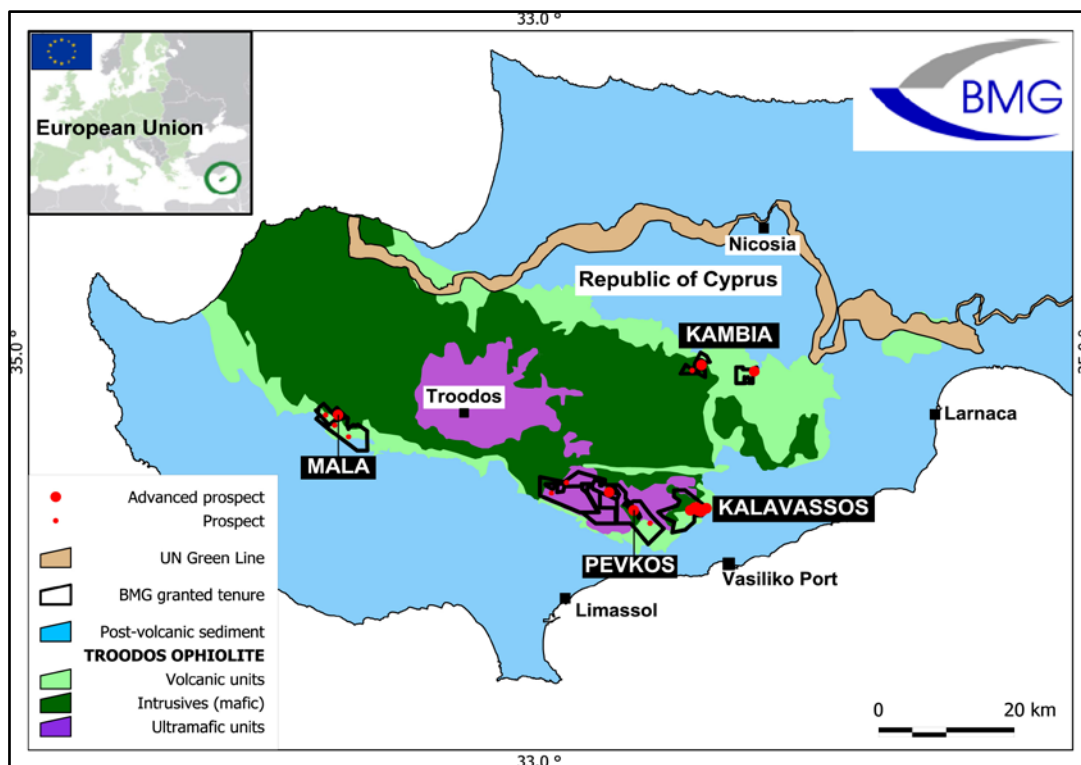 33.0 °
European Union
BMG
Nicosia
Republic of Cyprus
KAMBIA
35.0 °
Troodos
Larnaca
MALA
KALAVASSOS
PEVKOS
Vasiliko Port
Limassol
Advanced prospect
Prospect
UN Green Line
BMG granted tenure
Post-volcanic sediment
TROODOS OPHIOLITE
Volcanic units
Intrusives (mafic)
Ultramafic units
0 20 km
33.0 °